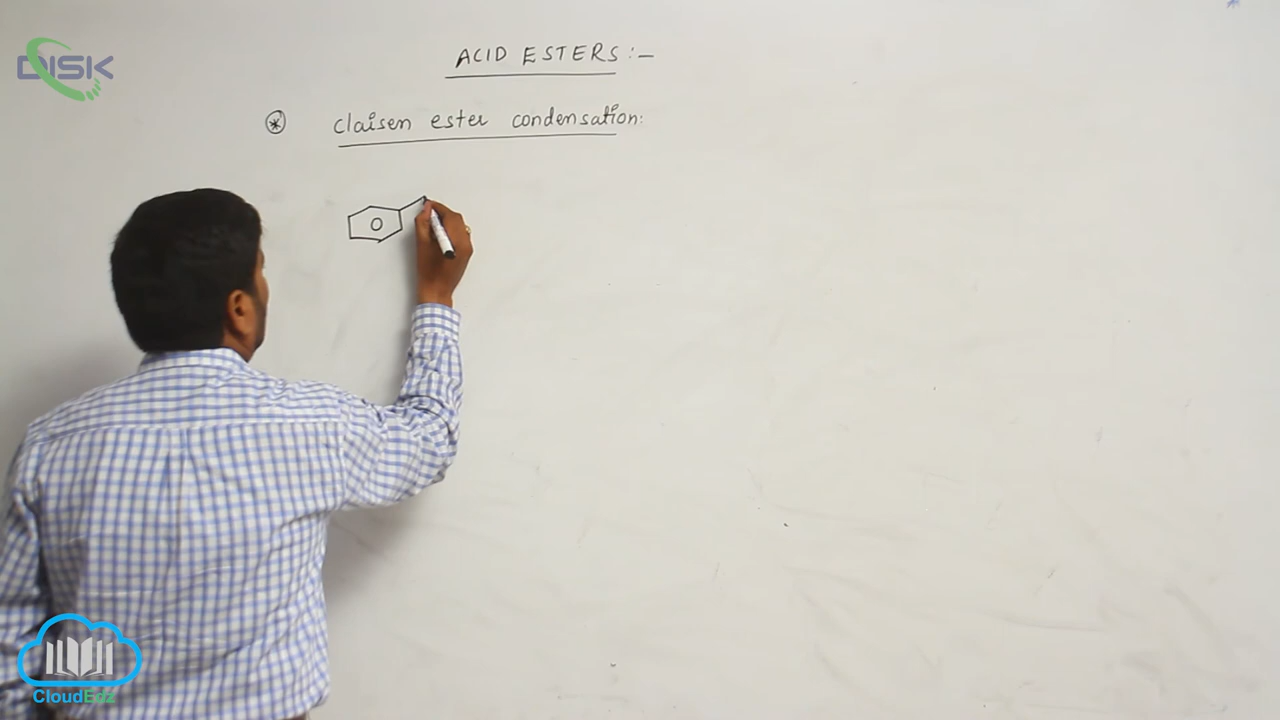 DISK
ACID ESTERS :-
* Claisen ester condensation:
CloudEdz